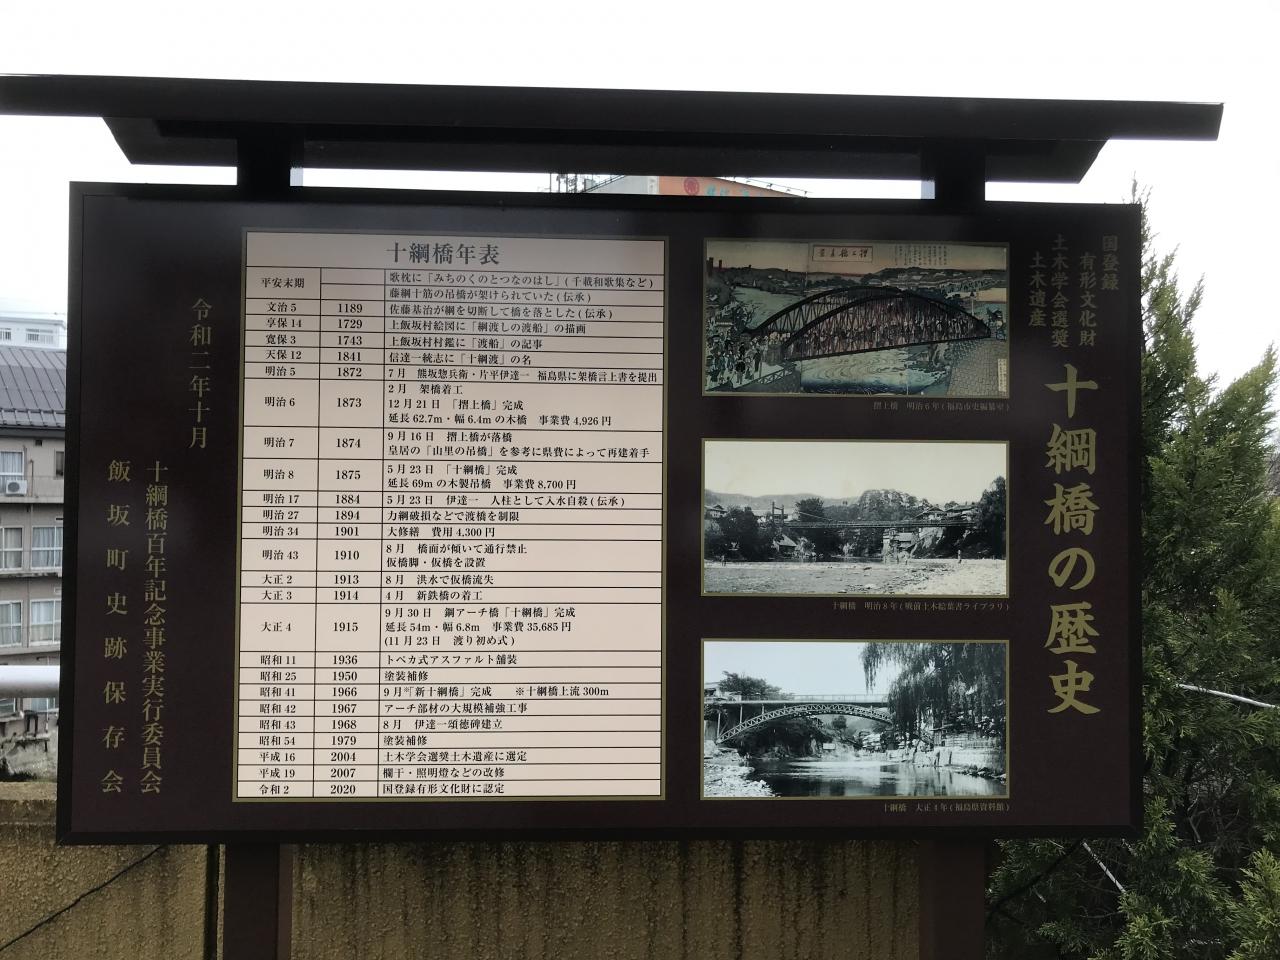 国登録
有形文化財
土木学会選奨
土木遺産
十綱橋の歴史
摺上橋 明治6年(福島市史編纂室)
十綱橋 明治8年(戦前土木絵葉書ライブラリ)
十綱橋 大正4年(福島県資料館)
十綱橋年表
平安末期 歌枕に「みちのくのとつなのはし」(千載和歌集など)
藤綱十筋の吊橋が架けられていた(伝承)
文治5 1189 佐藤基治が綱を切断して橋を落とした(伝承)
享保14 1729 上飯坂村絵図に「綱渡しの渡船」の描画
寛保3 1743 上飯坂村村鑑に「渡船」の記事
天保12 1841 信達一統志に「十綱渡」の名
明治5 1872 7月 熊坂惣兵衛・片平伊達一 福島県に架橋言上書を提出
明治6 1873 2月 架橋着工
12月21日 「摺上橋」完成
延長62.7m・幅6.4mの木橋 事業費4,926円
明治7 1874 9月16日 摺上橋が落橋
皇居の「山里の吊橋」を参考に県費によって再建着手
明治8 1875 5月23日 「十綱橋」完成
延長69mの木製吊橋 事業費8,700円
明治17 1884 5月23日 伊達一 人柱として入水自殺(伝承)
明治27 1894 力綱破損などで渡橋を制限
明治34 1901 大修繕 費用4,300円
明治43 1910 8月 橋面が傾いて通行禁止
仮橋脚・仮橋を設置
大正2 1913 8月 洪水で仮橋流失
大正3 1914 4月 新鉄橋の着工
大正4 1915 9月30日 鋼アーチ橋「十綱橋」完成
延長54m・幅6.8m 事業費35,685円
(11月23日 渡り初め式)
昭和11 1936 トペカ式アスファルト舗装
昭和25 1950 塗装補修
昭和41 1966 9月※「新十綱橋」完成 ※十綱橋上流300m
昭和42 1967 アーチ部材の大規模補強工事
昭和43 1968 8月 伊達一頌徳碑建立
昭和54 1979 塗装補修
平成16 2004 土木学会選奨土木遺産に選定
平成19 2007 欄干・照明燈などの改修
令和2 2020 国登録有形文化財に認定
令和二年十月
十綱橋百年記念事業実行委員会
飯坂町史跡保存会